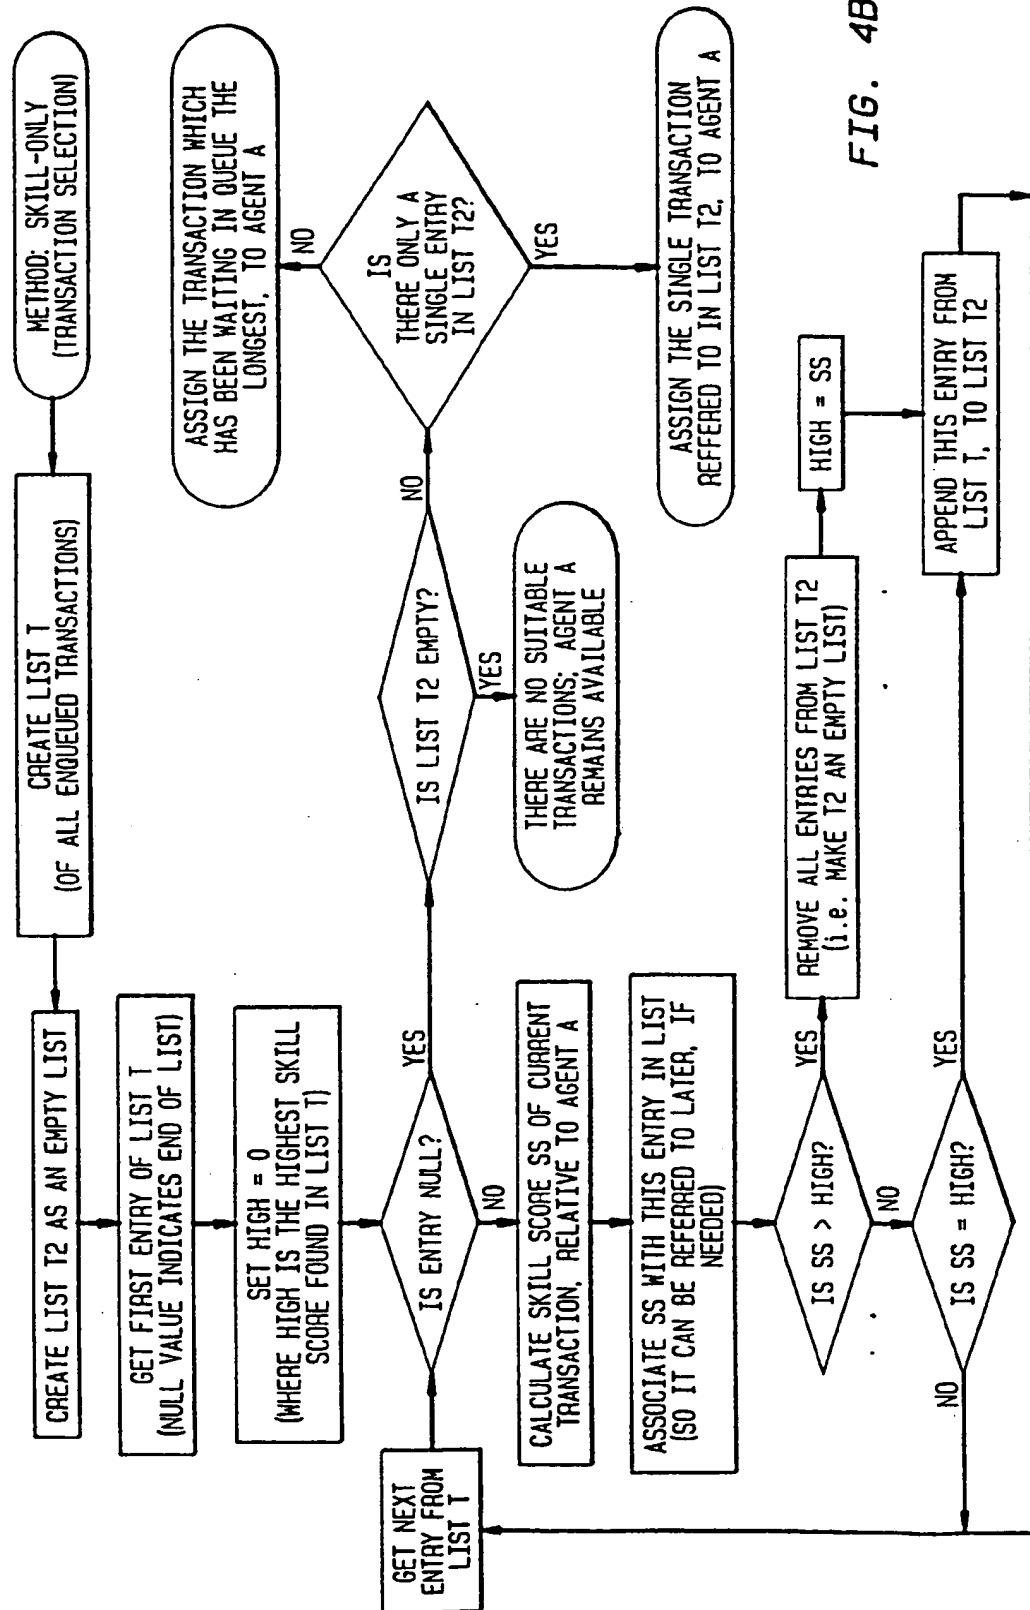 METHOD: SKILL-ONLY
(TRANSACTION SELECTION)
CREATE LIST T
(OF ALL ENQUEUED TRANSACTIONS)
CREATE LIST T2 AS AN EMPTY LIST
GET FIRST ENTRY OF LIST T
(NULL VALUE INDICATES END OF LIST)
SET HIGH = 0
(WHERE HIGH IS THE HIGHEST SKILL
SCORE FOUND IN LIST T)
GET NEXT
ENTRY FROM
LIST T
IS ENTRY NULL?
YES
NO
IS LIST T2 EMPTY?
NO
YES
THERE ARE NO SUITABLE
TRANSACTIONS; AGENT A
REMAINS AVAILABLE
IS
THERE ONLY A
SINGLE ENTRY
IN LIST T2?
NO
YES
ASSIGN THE TRANSACTION WHICH
HAS BEEN WAITING IN QUEUE THE
LONGEST, TO AGENT A
ASSIGN THE SINGLE TRANSACTION
REFFERED TO IN LIST T2, TO AGENT A
CALCULATE SKILL SCORE SS OF CURRENT
TRANSACTION, RELATIVE TO AGENT A
ASSOCIATE SS WITH THIS ENTRY IN LIST
(SO IT CAN BE REFERRED TO LATER, IF
NEEDED)
IS SS > HIGH?
YES
NO
REMOVE ALL ENTRIES FROM LIST T2
(i.e. MAKE T2 AN EMPTY LIST)
HIGH = SS
IS SS = HIGH?
YES
NO
APPEND THIS ENTRY FROM
LIST T, TO LIST T2
FIG. 4B